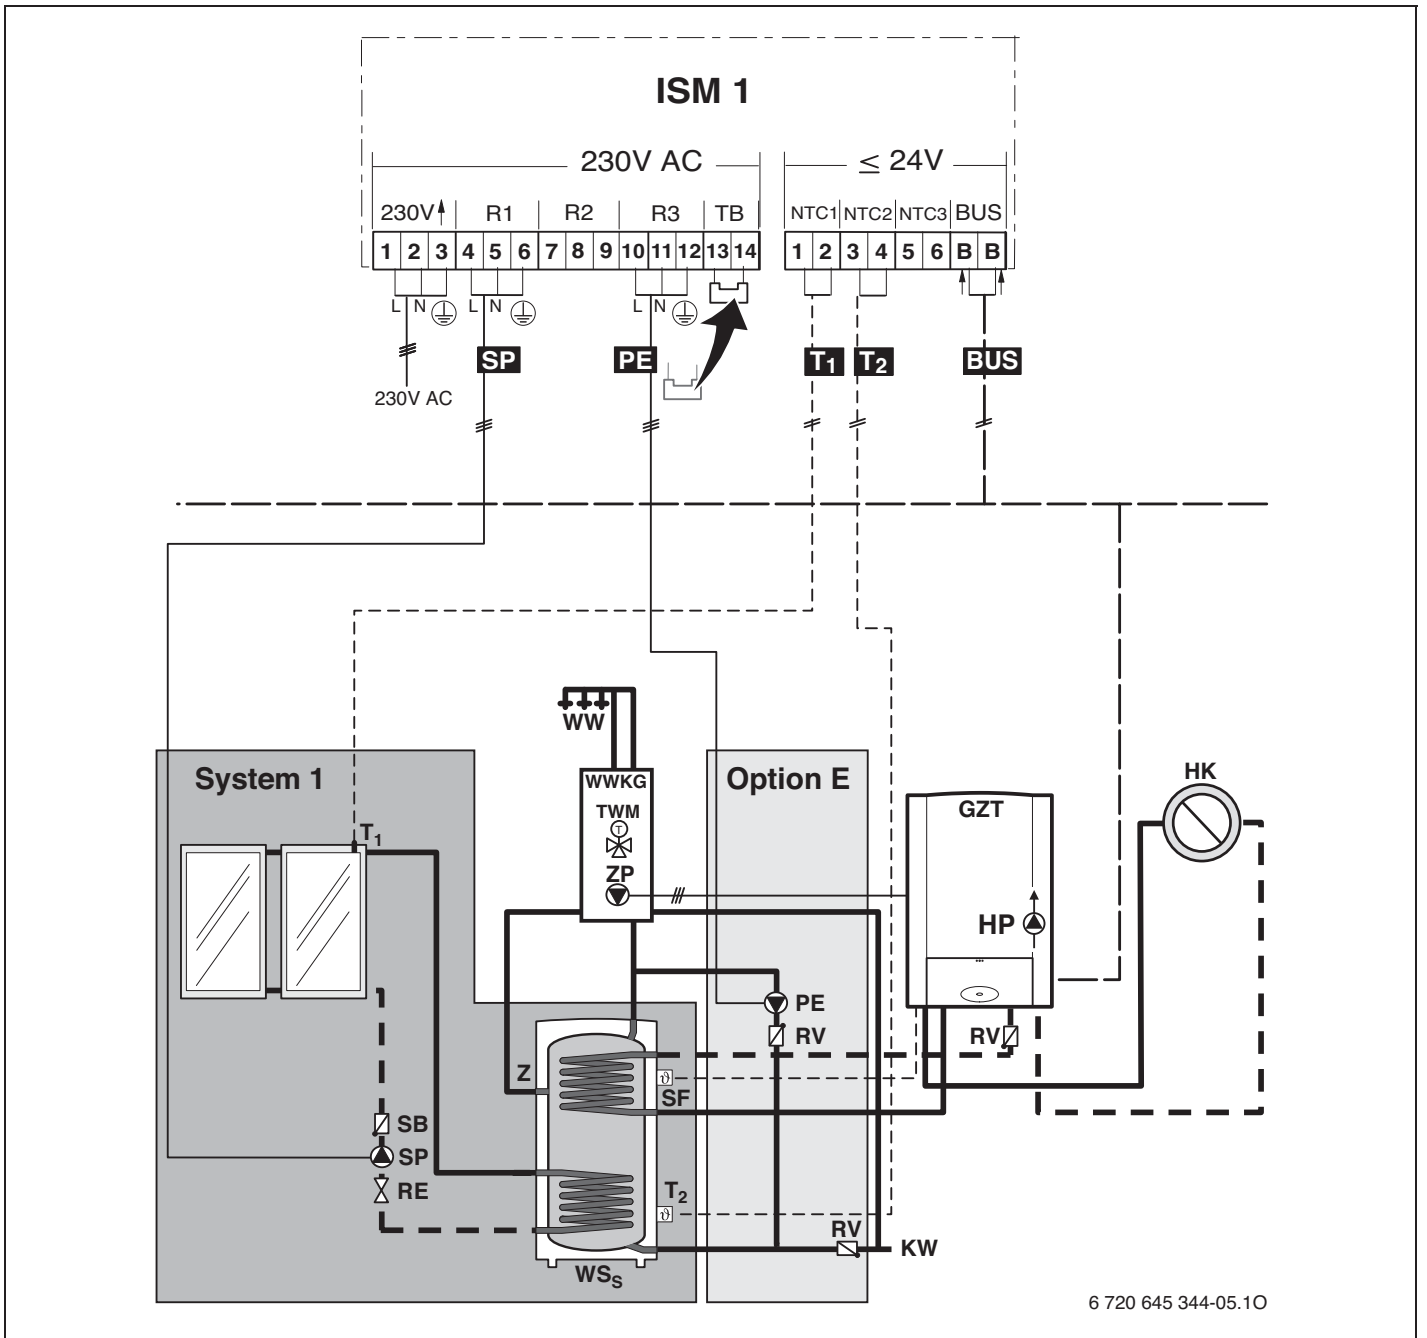 ISM 1
230V AC
≤ 24V
230V R1 R2 R3 TB NTC1 NTC2 NTC3 BUS
1 2 3 4 5 6 7 8 9 10 11 12 13 14 1 2 3 4 5 6 B B
L N L N L N
SP PE T1 T2 BUS
230V AC
WW
System 1
WWKG
Option E
HK
GZT
TWM
T
T1
ZP
HP
PE
RV
RV
Z
ϑ
SF
SB
SP
RE
T2
ϑ
RV
KW
WSS
6 720 645 344-05.1O